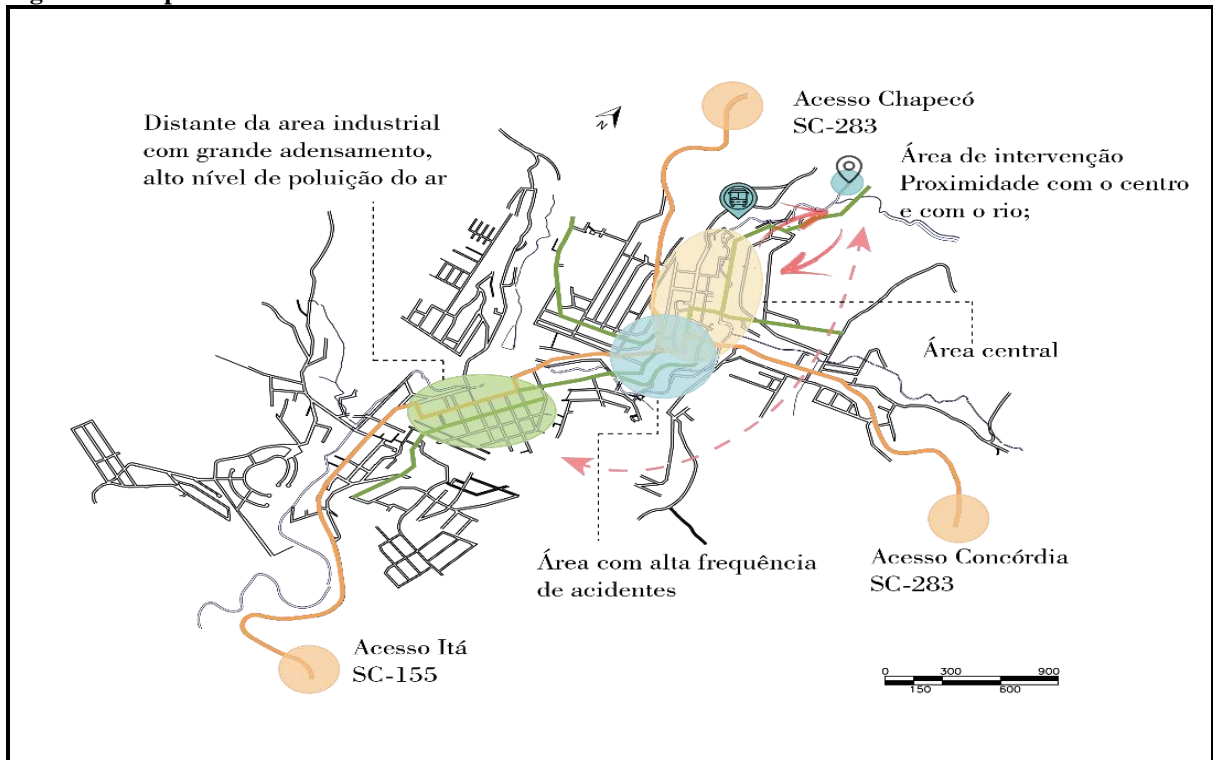 Acesso Chapecó
SC-283
Distante da area industrial
com grande adensamento,
alto nível de poluição do ar
N
Área de intervenção
Proximidade com o centro
e com o rio;
Área central
Área com alta frequência
de acidentes
Acesso Concórdia
SC-283
Acesso Itá
SC-155
0 300 900
150 600